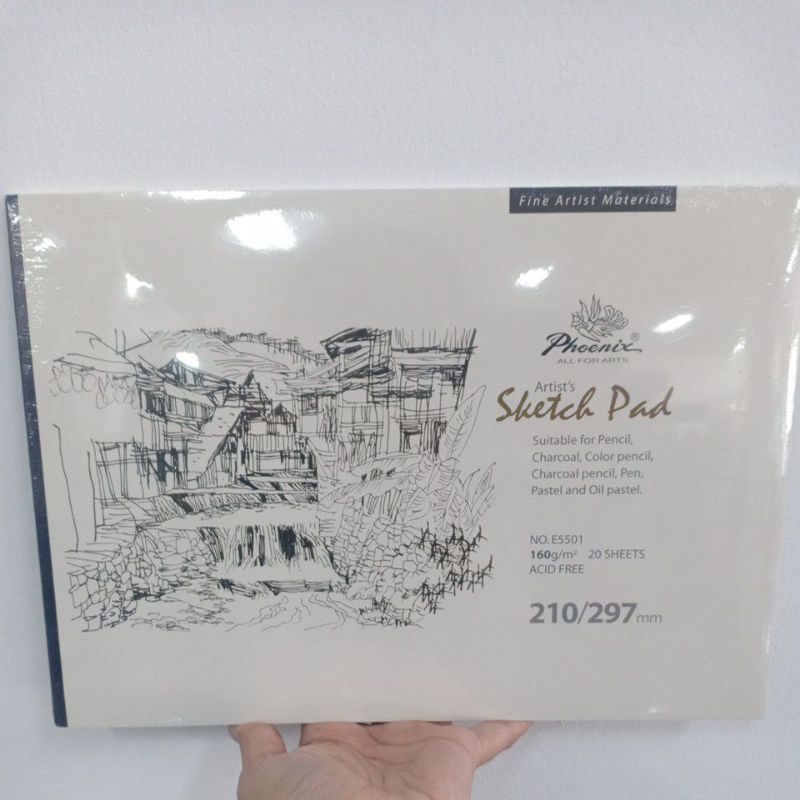 Fine Artist Materials
Phoenix®
ALL FOR ARTS
Artist's
Sketch Pad
Suitable for Pencil,
Charcoal, Color pencil,
Charcoal pencil, Pen,
Pastel and Oil pastel.
NO. E5501
160g/m² 20 SHEETS
ACID FREE
210/297mm